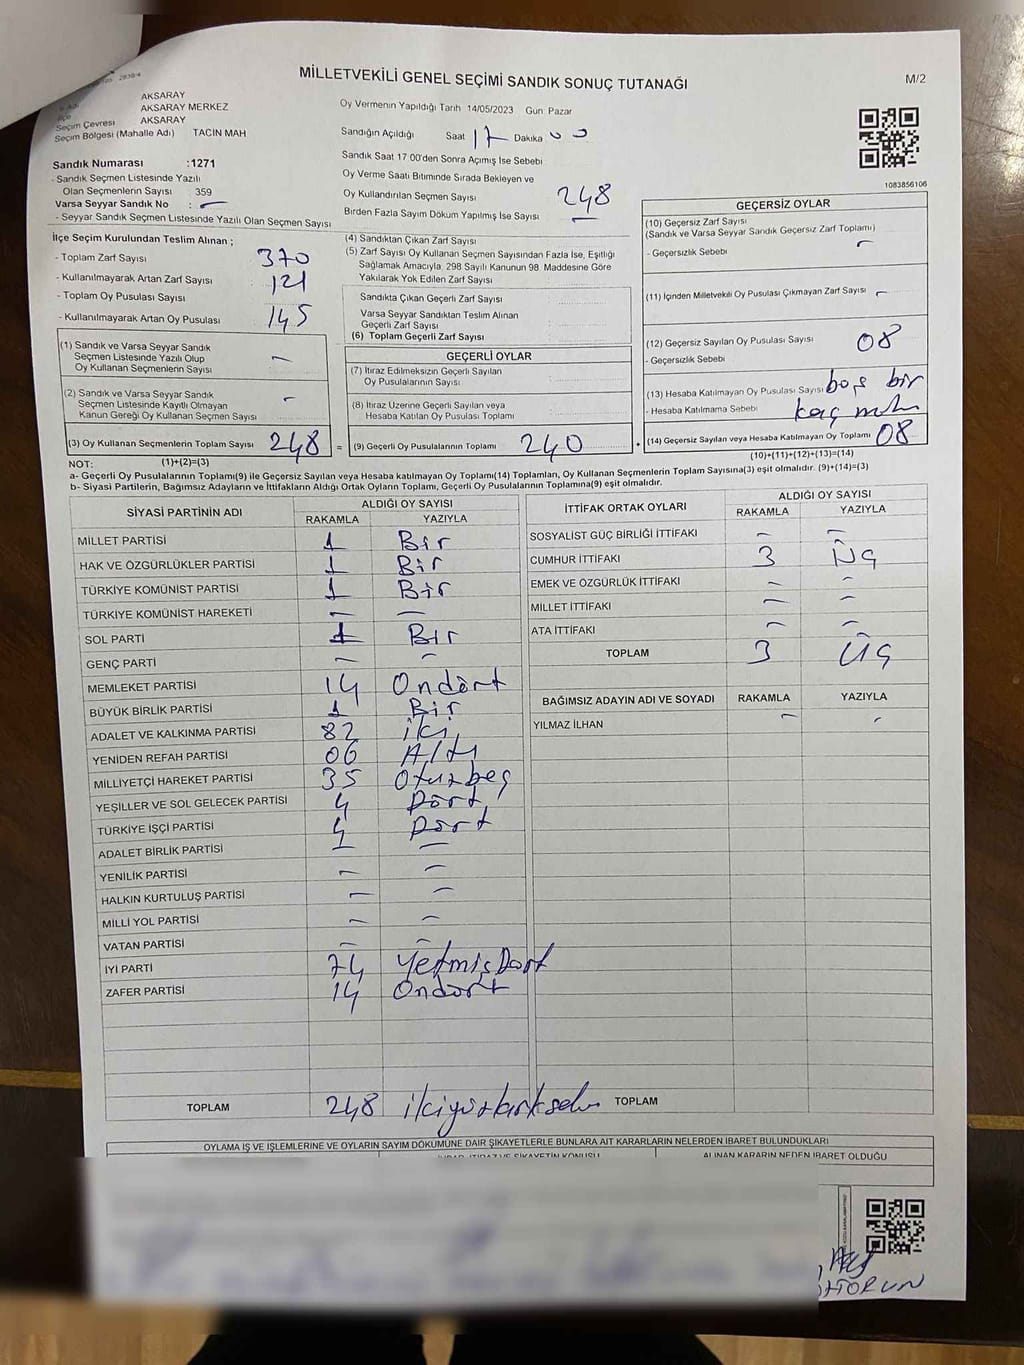 MİLLETVEKİLİ GENEL SEÇİMİ SANDIK SONUÇ TUTANAĞI
M/2
AKSARAY
AKSARAY MERKEZ
Seçim Çevresi AKSARAY
Seçim Bölgesi (Mahalle Adı) TACİN MAH
Oy Vermenin Yapıldığı Tarih 14/05/2023 Gün Pazar
Sandığın Açıldığı Saat 17 Dakika 00
Sandık Saat 17 00'den Sonra Açımış İse Sebebi
Oy Verme Saati Bitiminde Sırada Bekleyen ve
Oy Kullandırılan Seçmen Sayısı 248
Birden Fazla Sayım Döküm Yapılmış İse Sayısı —
1083856106
Sandık Numarası :1271
- Sandık Seçmen Listesinde Yazılı
Olan Seçmenlerin Sayısı : 359
Varsa Seyyar Sandık No : —
- Seyyar Sandık Seçmen Listesinde Yazılı Olan Seçmen Sayısı
İlçe Seçim Kurulundan Teslim Alınan ;
- Toplam Zarf Sayısı 370
- Kullanılmayarak Artan Zarf Sayısı 121
- Toplam Oy Pusulası Sayısı
- Kullanılmayarak Artan Oy Pusulası 145
(1) Sandık ve Varsa Seyyar Sandık
Seçmen Listesinde Yazılı Olup
Oy Kullanan Seçmenlerin Sayısı —
(2) Sandık ve Varsa Seyyar Sandık
Seçmen Listesinde Kayıtlı Olmayan
Kanun Gereği Oy Kullanan Seçmen Sayısı —
(3) Oy Kullanan Seçmenlerin Toplam Sayısı 248
(1)+(2)=(3)
(4) Sandıktan Çıkan Zarf Sayısı
(5) Zarf Sayısı Oy Kullanan Seçmen Sayısından Fazla İse, Eşitliği
Sağlamak Amacıyla 298 Sayılı Kanunun 98 Maddesine Göre
Yakılarak Yok Edilen Zarf Sayısı
Sandıkta Çıkan Geçerli Zarf Sayısı
Varsa Seyyar Sandıktan Teslim Alınan
Geçerli Zarf Sayısı
(6) Toplam Geçerli Zarf Sayısı
GEÇERLİ OYLAR
(7) İtiraz Edilmeksizin Geçerli Sayılan
Oy Pusulalarının Sayısı
(8) İtiraz Üzerine Geçerli Sayılan veya
Hesaba Katılan Oy Pusulası Toplamı
= (9) Geçerli Oy Pusulalarının Toplamı 240 +
GEÇERSİZ OYLAR
(10) Geçersiz Zarf Sayısı
(Sandık ve Varsa Seyyar Sandık Geçersiz Zarf Toplamı)
- Geçersizlik Sebebi —
(11) İçinden Milletvekili Oy Pusulası Çıkmayan Zarf Sayısı —
(12) Geçersiz Sayılan Oy Pusulası Sayısı 08
- Geçersizlik Sebebi
(13) Hesaba Katılmayan Oy Pusulası Sayısı boş bir
- Hesaba Katılmama Sebebi
(14) Geçersiz Sayılan veya Hesaba Katılmayan Oy Toplamı 08
(10)+(11)+(12)+(13)=(14)
NOT:
a- Geçerli Oy Pusulalarının Toplamı(9) ile Geçersiz Sayılan veya Hesaba katılmayan Oy Toplamı(14) Toplamları, Oy Kullanan Seçmenlerin Toplam Sayısına(3) eşit olmalıdır. (9)+(14)=(3)
b- Siyasi Partilerin, Bağımsız Adayların ve İttifakların Aldığı Ortak Oyların Toplam, Geçerli Oy Pusulalarının Toplamına(9) eşit olmalıdır.
SİYASİ PARTİNİN ADI
ALDIĞI OY SAYISI
RAKAMLA YAZIYLA
MİLLET PARTİSİ 1 Bir
HAK VE ÖZGÜRLÜKLER PARTİSİ 1 Bir
TÜRKİYE KOMÜNİST PARTİSİ 1 Bir
TÜRKİYE KOMÜNİST HAREKETİ — —
SOL PARTİ 1 Bir
GENÇ PARTİ — —
MEMLEKET PARTİSİ 14 Ondört
BÜYÜK BİRLİK PARTİSİ 1 Bir
ADALET VE KALKINMA PARTİSİ 82 iki
YENİDEN REFAH PARTİSİ 06 Altı
MİLLİYETÇİ HAREKET PARTİSİ 35 Otuzbeş
YEŞİLLER VE SOL GELECEK PARTİSİ 4 Dört
TÜRKİYE İŞÇİ PARTİSİ 4 Dört
ADALET BİRLİK PARTİSİ — —
YENİLİK PARTİSİ — —
HALKIN KURTULUŞ PARTİSİ — —
MİLLİ YOL PARTİSİ — —
VATAN PARTİSİ — —
İYİ PARTİ 74 YetmişDört
ZAFER PARTİSİ 14 Ondört
TOPLAM 248
İTTİFAK ORTAK OYLARI
ALDIĞI OY SAYISI
RAKAMLA YAZIYLA
SOSYALİST GÜÇ BİRLİĞİ İTTİFAKI — —
CUMHUR İTTİFAKI 3 Üç
EMEK VE ÖZGÜRLÜK İTTİFAKI — —
MİLLET İTTİFAKI — —
ATA İTTİFAKI — —
TOPLAM 3 Üç
BAĞIMSIZ ADAYIN ADI VE SOYADI RAKAMLA YAZIYLA
YILMAZ İLHAN — —
TOPLAM
OYLAMA İŞ VE İŞLEMLERİNE VE OYLARIN SAYIM DÖKÜMÜNE DAİR ŞİKAYETLERLE BUNLARA AİT KARARLARIN NELERDEN İBARET BULUNDUKLARI
ALINAN KARARIN NEDEN İBARET OLDUĞU